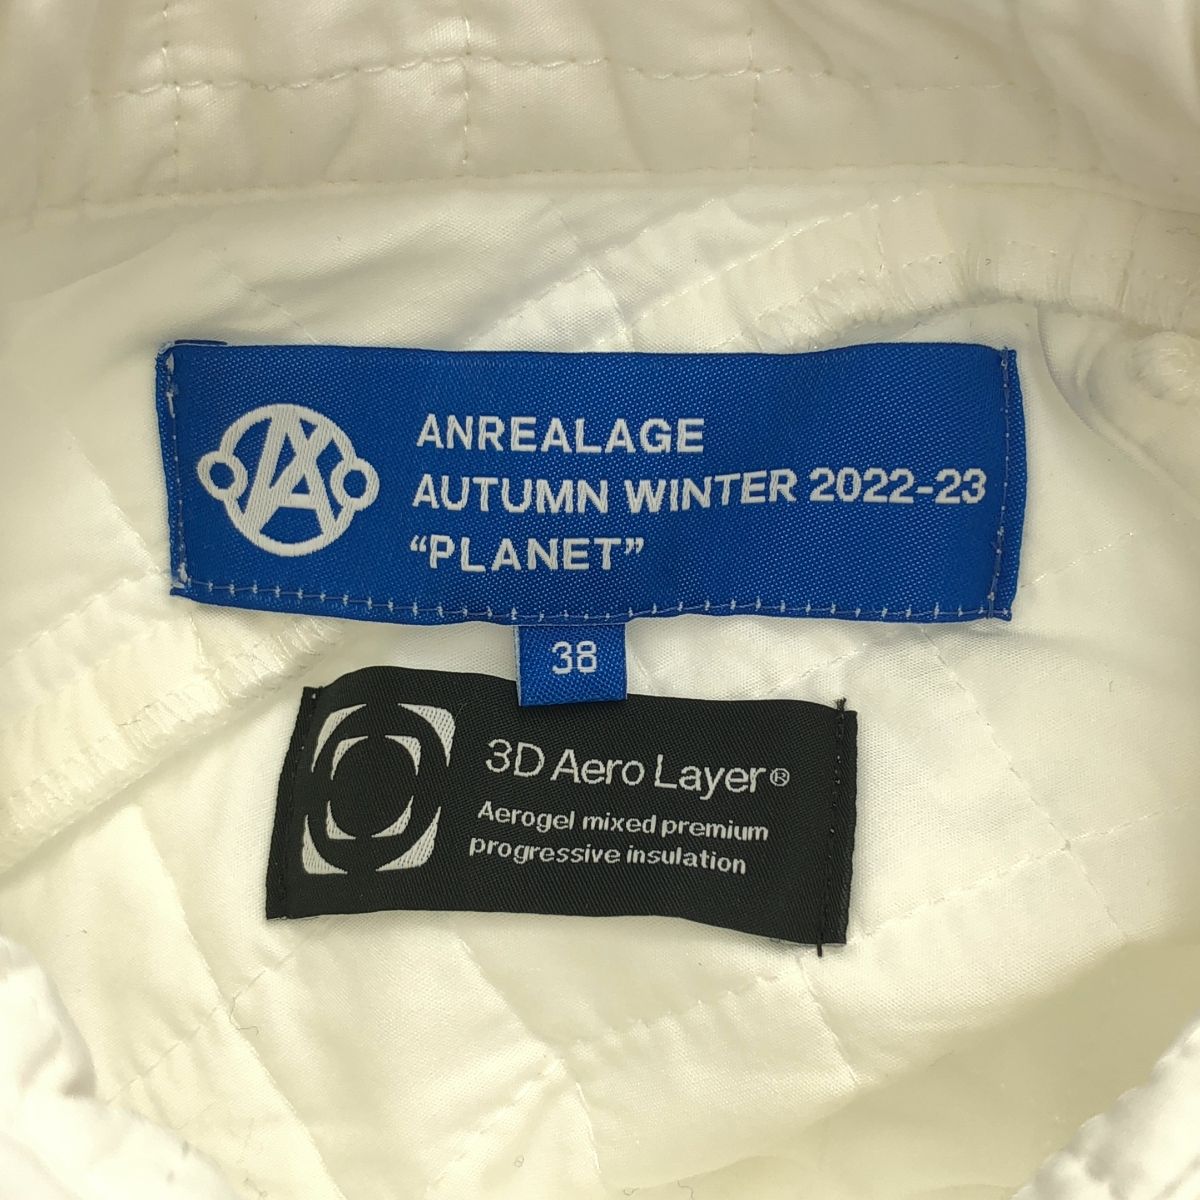 ANREALAGE
AUTUMN WINTER 2022-23
“PLANET”
38
3D Aero Layer®
Aerogel mixed premium
progressive insulation